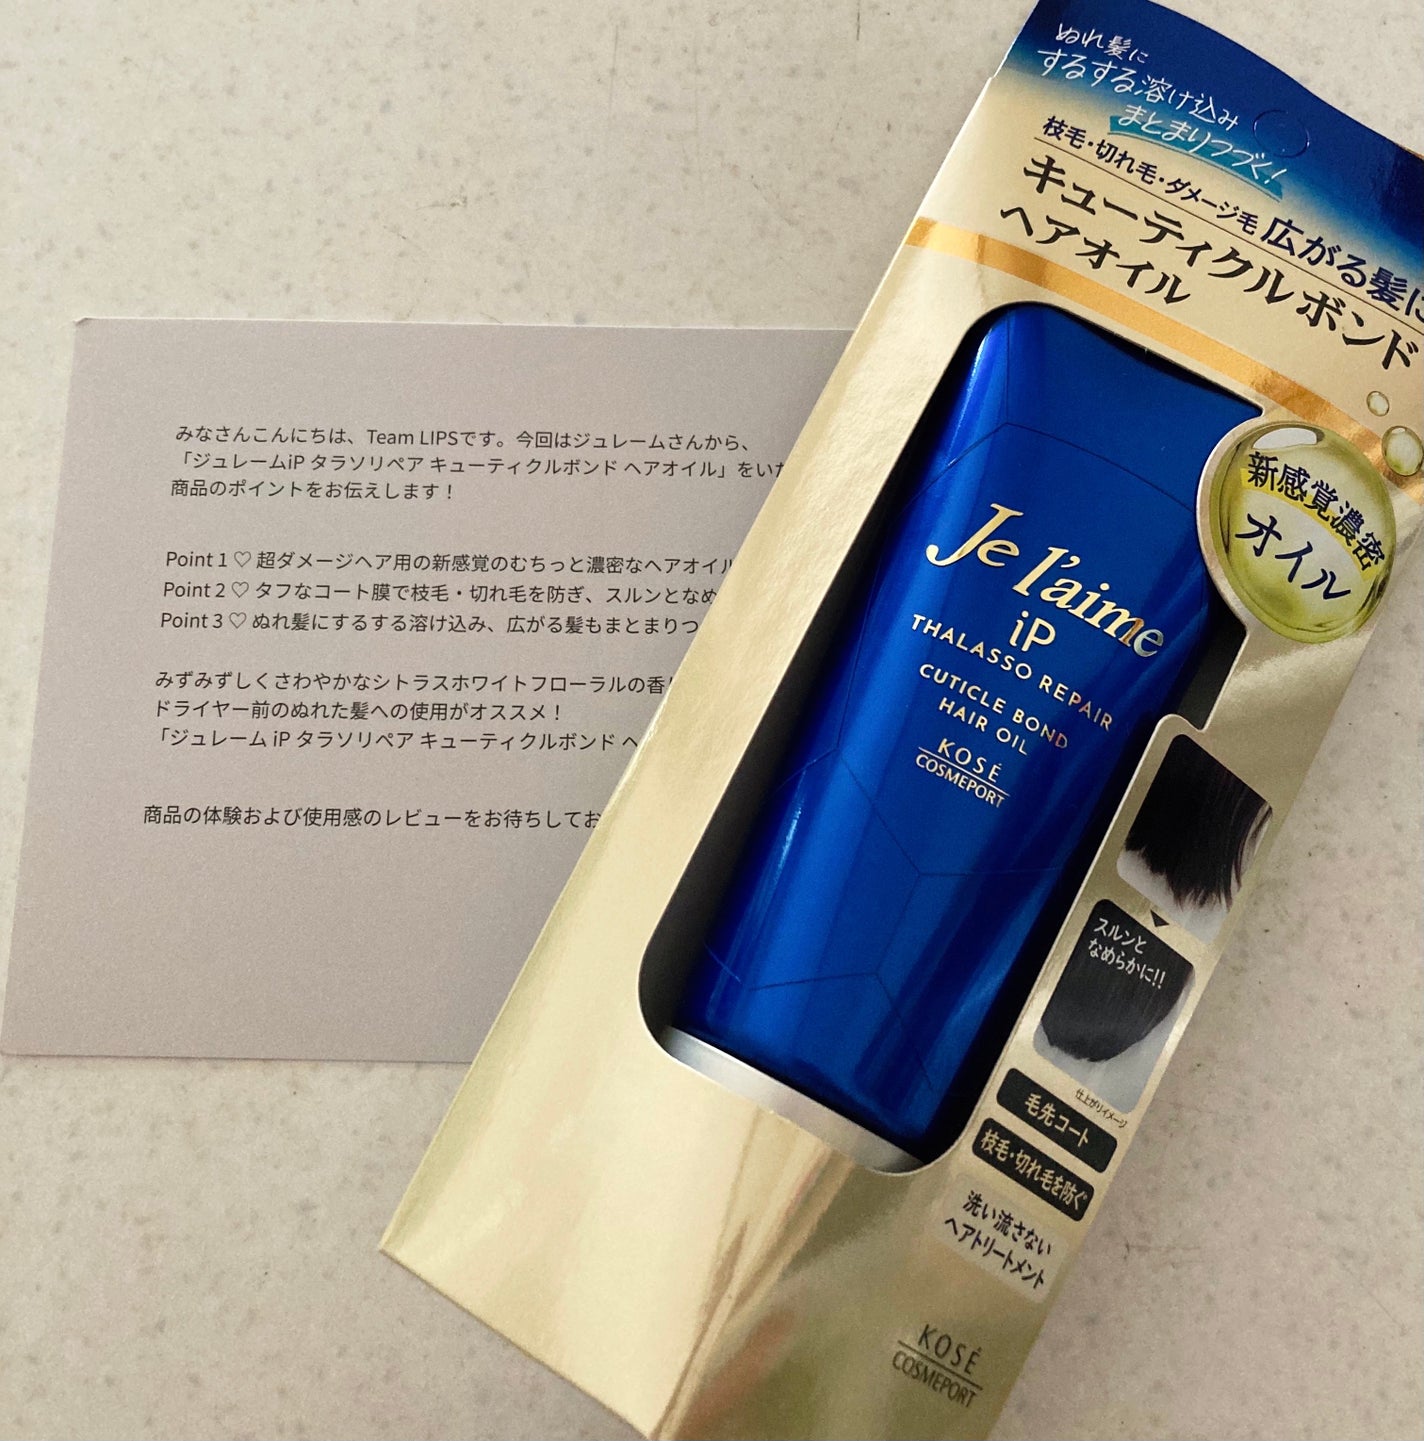 みなさんこんにちは、Team LIPSです。今回はジュレームさんから、
「ジュレームiP タラソリペア キューティクルボンド ヘアオイル」をいた
商品のポイントをお伝えします！
Point 1 ♡ 超ダメージヘア用の新感覚のむちっと濃密なヘアオイル
Point 2 ♡ タフなコート膜で枝毛・切れ毛を防ぎ、スルンとなめ
Point 3 ♡ ぬれ髪にするする溶け込み、広がる髪もまとまりつ
みずみずしくさわやかなシトラスホワイトフローラルの香り
ドライヤー前のぬれた髪への使用がオススメ！
「ジュレーム iP タラソリペア キューティクルボンド ヘ
商品の体験および使用感のレビューをお待ちしてお
ぬれ髪に
するする溶け込み
まとまりつづく!
枝毛・切れ毛・ダメージ毛 広がる髪に
キューティクルボンド
ヘアオイル
新感覚濃密
オイル
Je l'aime
iP
THALASSO REPAIR
CUTICLE BOND
HAIR OIL
KOSÉ
COSMEPORT
スルンと
なめらかに!!
仕上がりイメージ
毛先コート
枝毛・切れ毛を防ぐ
洗い流さない
ヘアトリートメント
KOSÉ
COSMEPORT